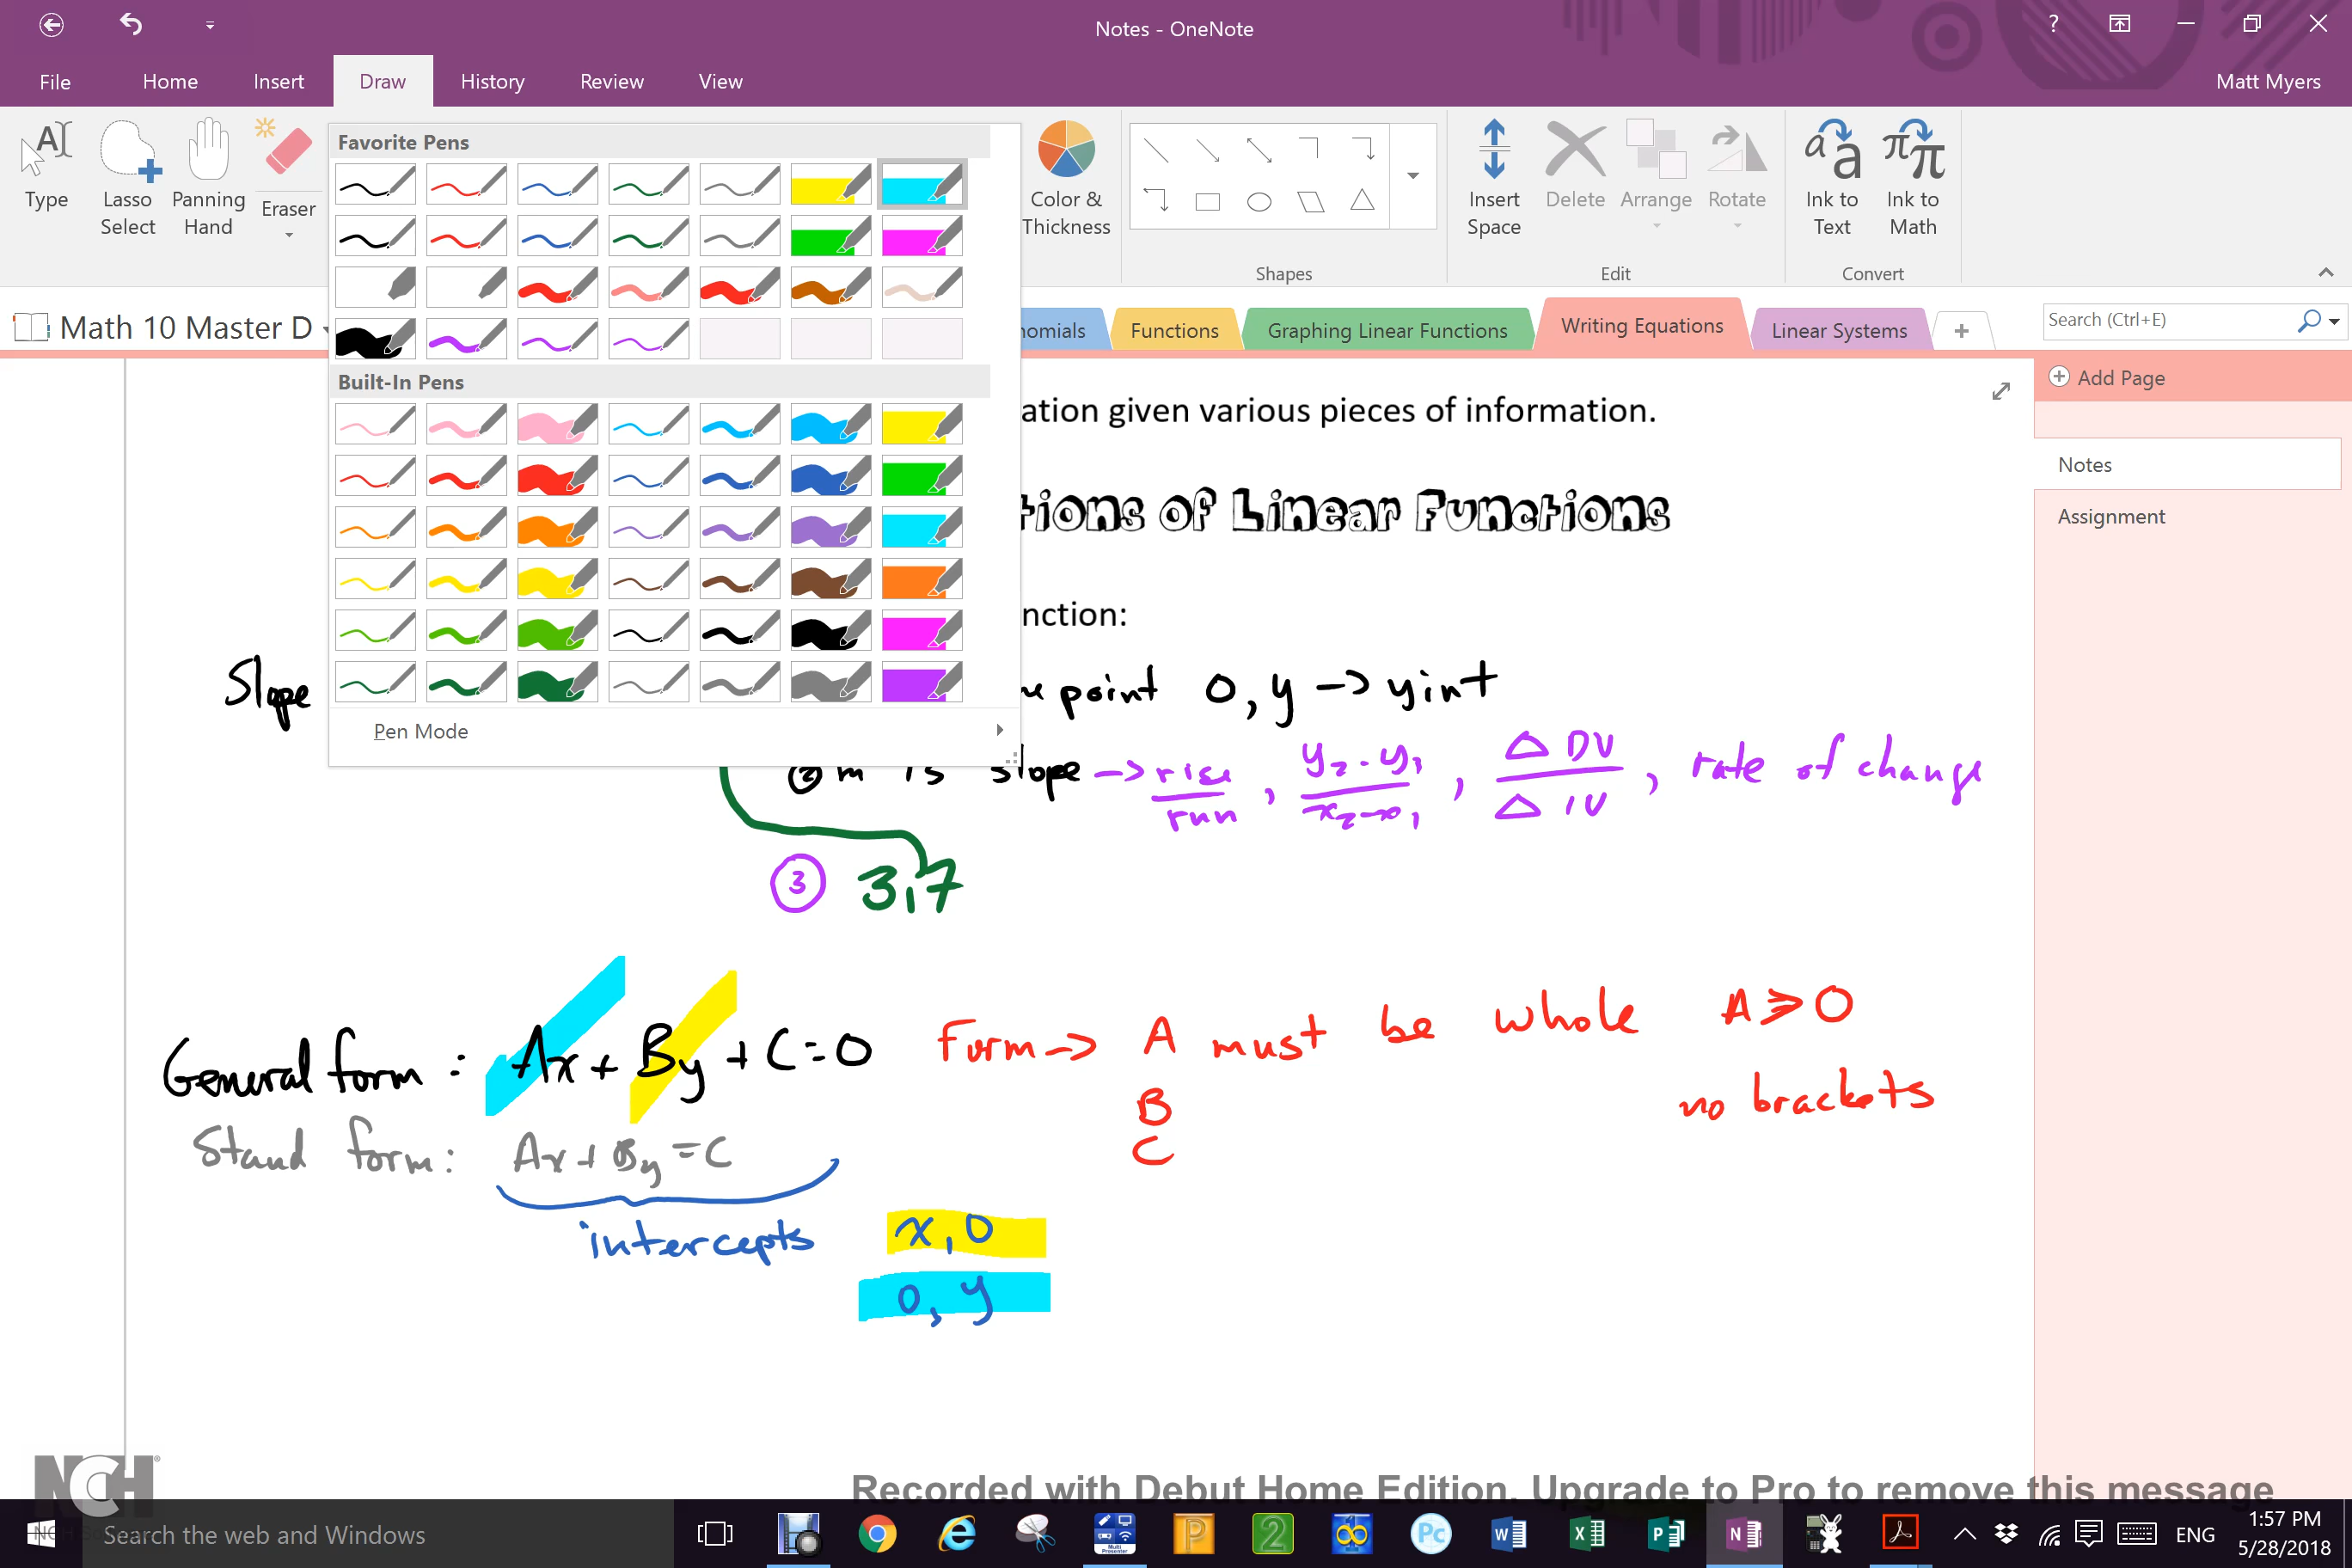 Notes - OneNote
?
File Home Insert Draw History Review View
Matt Myers
Type
Lasso Select
Panning Hand
Eraser
Favorite Pens
Built-In Pens
Pen Mode
Color & Thickness
Shapes
Insert Space
Delete
Arrange
Rotate
Edit
Ink to Text
Ink to Math
Convert
Math 10 Master D
nomials
Functions
Graphing Linear Functions
Writing Equations
Linear Systems
+
Search (Ctrl+E)
Add Page
Notes
Assignment
ation given various pieces of information.
tions of Linear Functions
nction:
Slope
point 0, y -> yint
② m is slope -> rise/run, y₂-y₁/x₂-x₁, △DV/△IV, rate of change
③ 3,7
General form: Ax + By + C = 0 Form -> A must be whole A ⩾ 0
B no brackets
C
Stand form: Ax + By = C
intercepts
x, 0
0, y
NCH
Recorded with Debut Home Edition. Upgrade to Pro to remove this message
Search the web and Windows
ENG
1:57 PM
5/28/2018